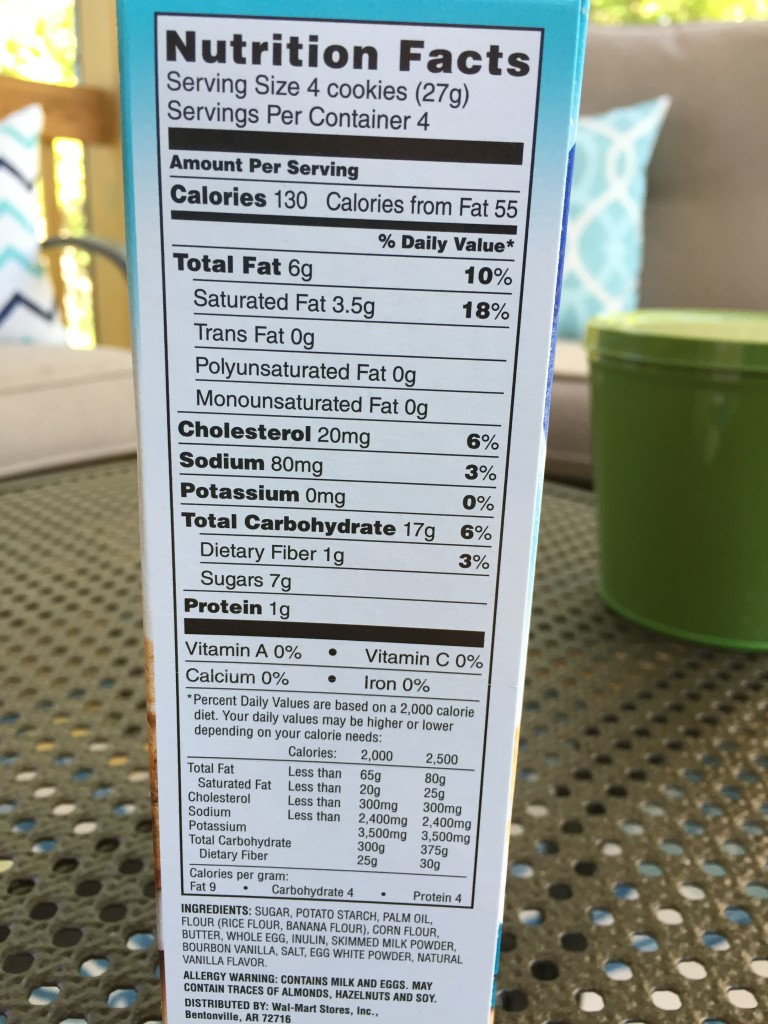 Nutrition Facts
Serving Size 4 cookies (27g)
Servings Per Container 4
Amount Per Serving
Calories 130 Calories from Fat 55
% Daily Value*
Total Fat 6g 10%
Saturated Fat 3.5g 18%
Trans Fat 0g
Polyunsaturated Fat 0g
Monounsaturated Fat 0g
Cholesterol 20mg 6%
Sodium 80mg 3%
Potassium 0mg 0%
Total Carbohydrate 17g 6%
Dietary Fiber 1g 3%
Sugars 7g
Protein 1g
Vitamin A 0% • Vitamin C 0%
Calcium 0% • Iron 0%
*Percent Daily Values are based on a 2,000 calorie
diet. Your daily values may be higher or lower
depending on your calorie needs:
Calories: 2,000 2,500
Total Fat Less than 65g 80g
Saturated Fat Less than 20g 25g
Cholesterol Less than 300mg 300mg
Sodium Less than 2,400mg 2,400mg
Potassium 3,500mg 3,500mg
Total Carbohydrate 300g 375g
Dietary Fiber 25g 30g
Calories per gram:
Fat 9 • Carbohydrate 4 • Protein 4
INGREDIENTS: SUGAR, POTATO STARCH, PALM OIL,
FLOUR (RICE FLOUR, BANANA FLOUR), CORN FLOUR,
BUTTER, WHOLE EGG, INULIN, SKIMMED MILK POWDER,
BOURBON VANILLA, SALT, EGG WHITE POWDER, NATURAL
VANILLA FLAVOR.
ALLERGY WARNING: CONTAINS MILK AND EGGS. MAY
CONTAIN TRACES OF ALMONDS, HAZELNUTS AND SOY.
DISTRIBUTED BY: Wal-Mart Stores, Inc.,
Bentonville, AR 72716